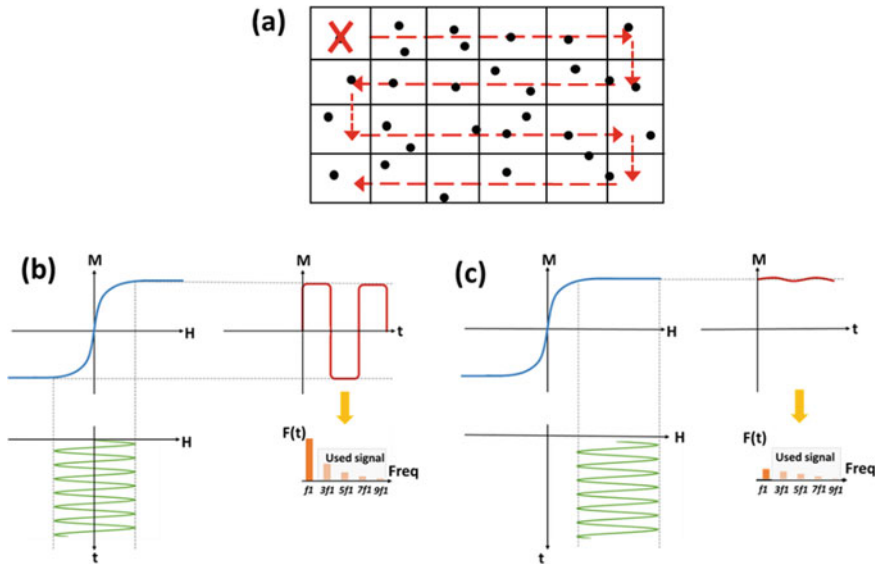 (a)
(b)
M
H
M
t
H
t
F(t)
Used signal
Freq
f1 3f1 5f1 7f1 9f1
(c)
M
H
M
t
H
t
F(t)
Used signal
Freq
f1 3f1 5f1 7f1 9f1